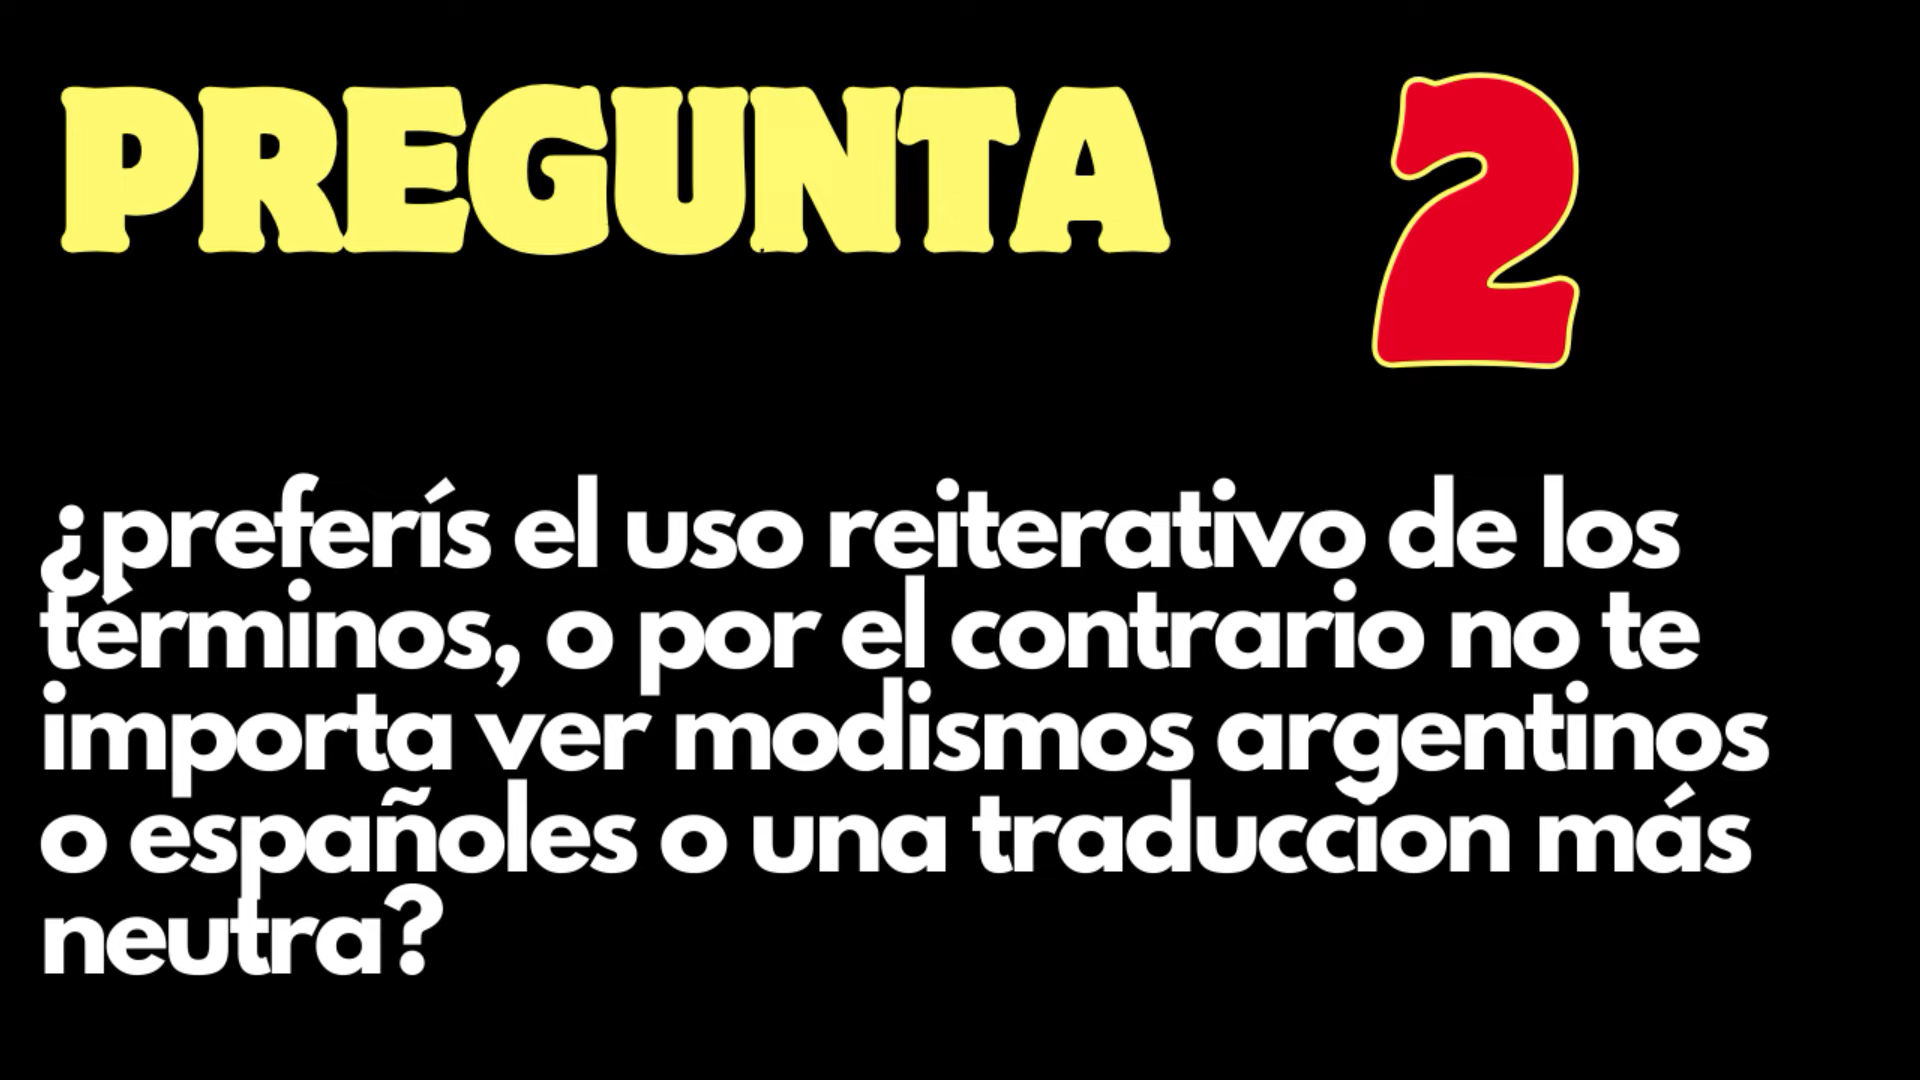 PREGUNTA 2
¿preferís el uso reiterativo de los
términos, o por el contrario no te
importa ver modismos argentinos
o españoles o una traducción más
neutra?